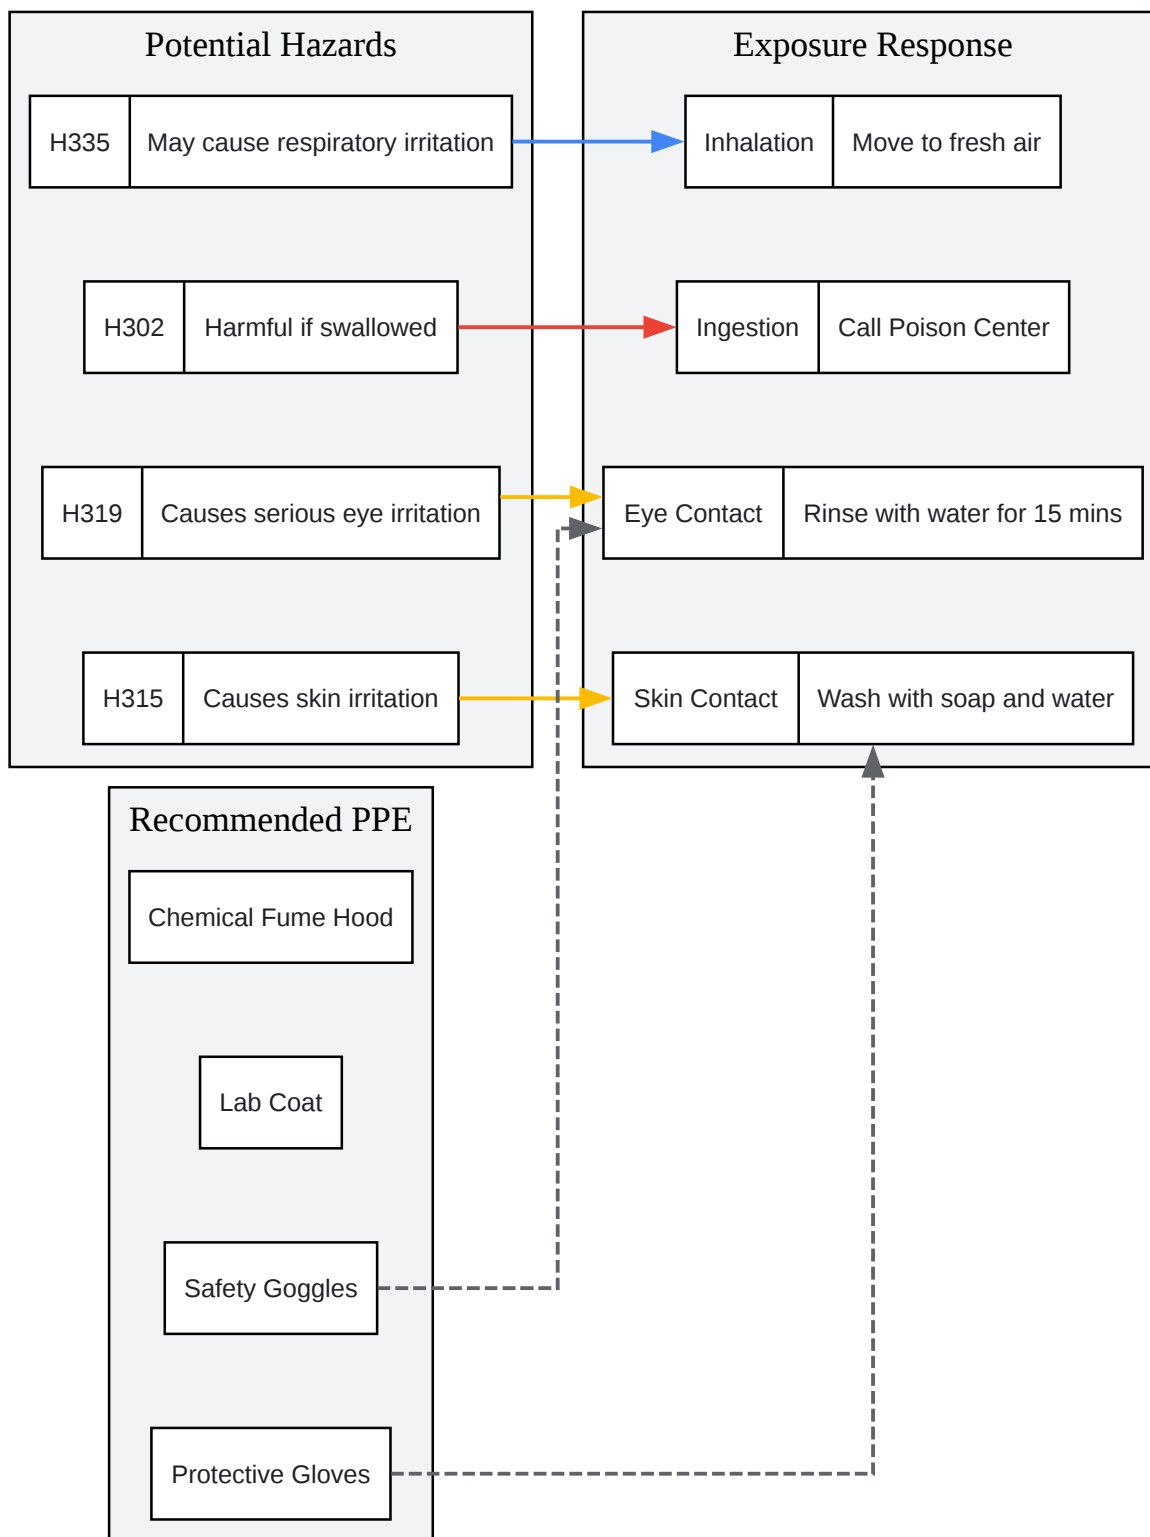 Potential Hazards
H335
May cause respiratory irritation
H302
Harmful if swallowed
H319
Causes serious eye irritation
H315
Causes skin irritation
Exposure Response
Inhalation
Move to fresh air
Ingestion
Call Poison Center
Eye Contact
Rinse with water for 15 mins
Skin Contact
Wash with soap and water
Recommended PPE
Chemical Fume Hood
Lab Coat
Safety Goggles
Protective Gloves